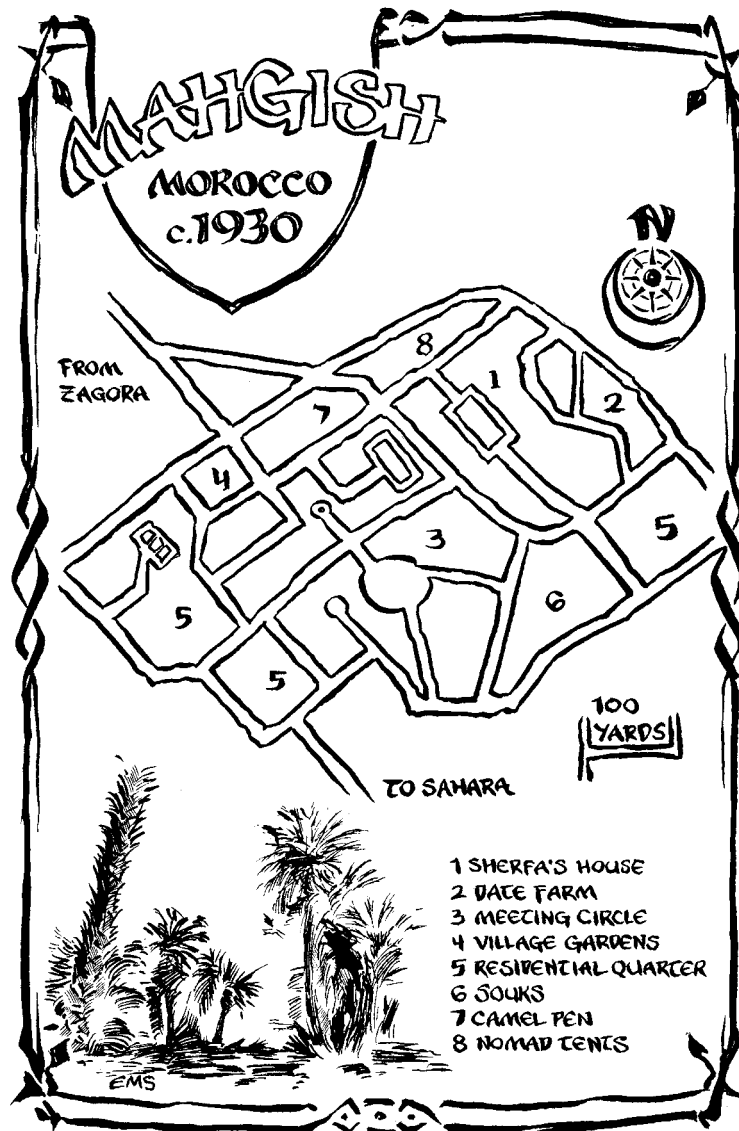 MAHGISH
MOROCCO
c.1930
N
FROM
ZAGORA
8
1
2
7
4
3
5
6
5
5
100
YARDS
TO SAHARA
1 SHERFA'S HOUSE
2 DATE FARM
3 MEETING CIRCLE
4 VILLAGE GARDENS
5 RESIDENTIAL QUARTER
6 SOUKS
7 CAMEL PEN
8 NOMAD TENTS
EMS